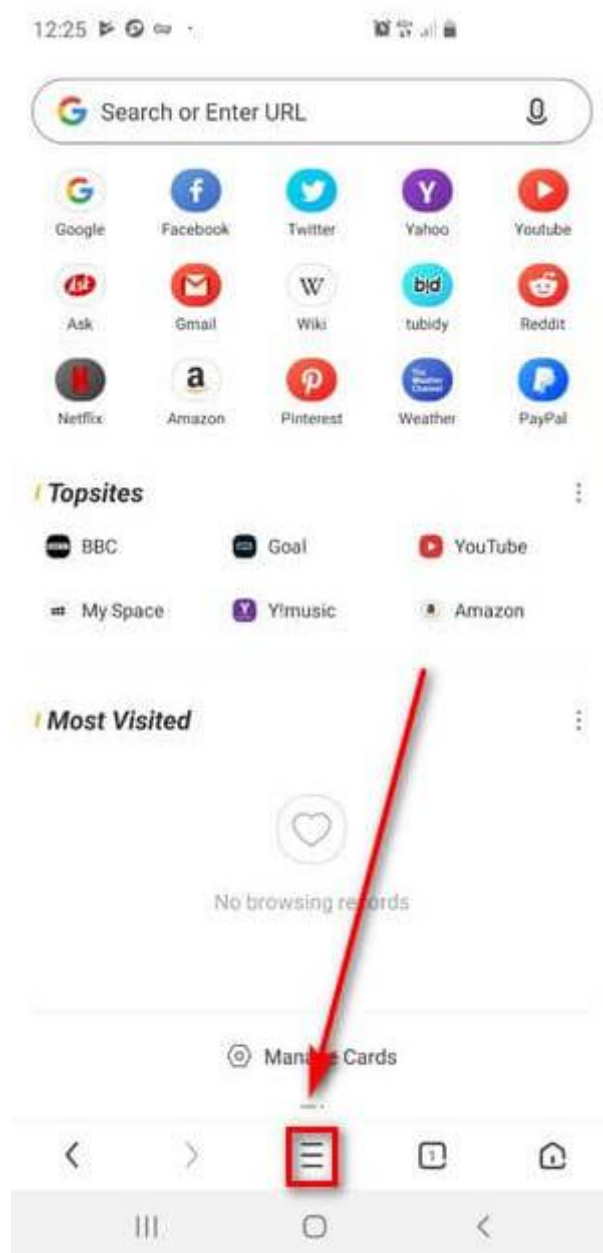 12:25
Search or Enter URL
Google Facebook Twitter Yahoo Youtube
Ask Gmail Wiki tubidy Reddit
Netflix Amazon Pinterest Weather PayPal
Topsites
BBC Goal YouTube
My Space Y!music Amazon
Most Visited
No browsing records
Manage Cards
1